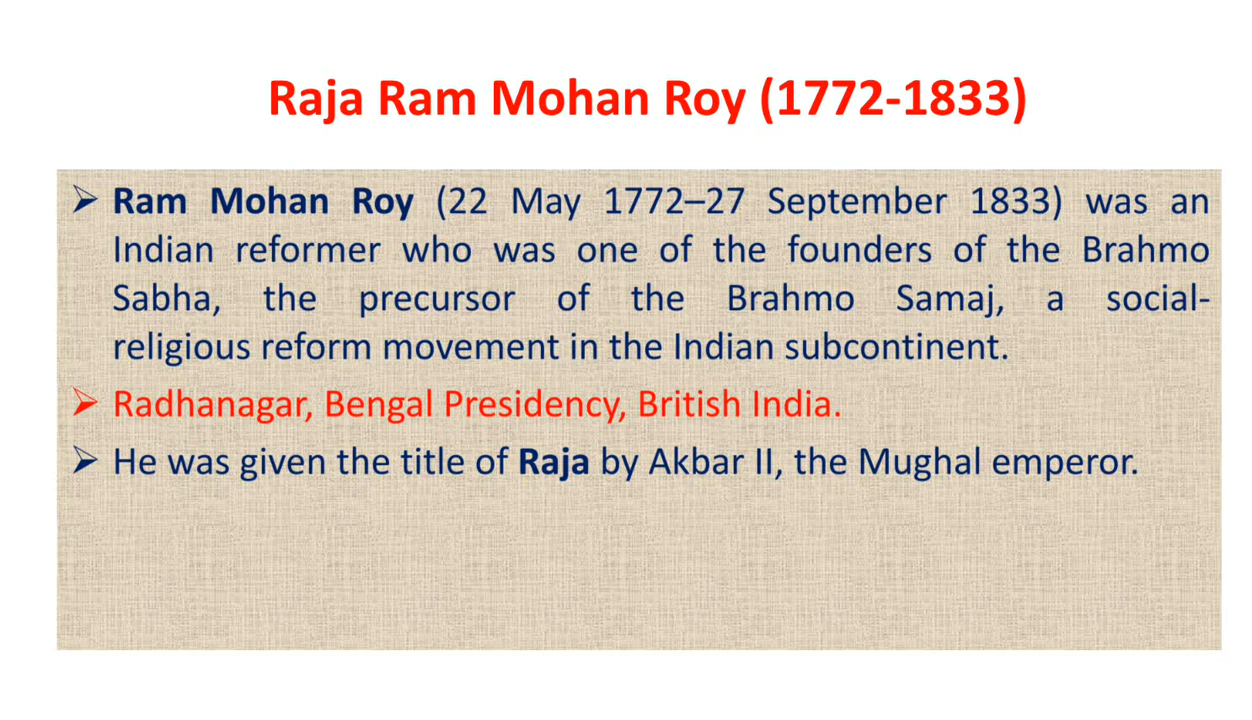 Raja Ram Mohan Roy (1772-1833)
➢ Ram Mohan Roy (22 May 1772–27 September 1833) was an
Indian reformer who was one of the founders of the Brahmo
Sabha, the precursor of the Brahmo Samaj, a social-
religious reform movement in the Indian subcontinent.
➢ Radhanagar, Bengal Presidency, British India.
➢ He was given the title of Raja by Akbar II, the Mughal emperor.